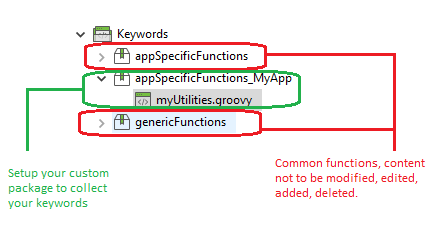 Keywords
appSpecificFunctions
appSpecificFunctions_MyApp
myUtilities.groovy
genericFunctions
Setup your custom
package to collect
your keywords
Common functions, content
not to be modified, edited,
added, deleted.